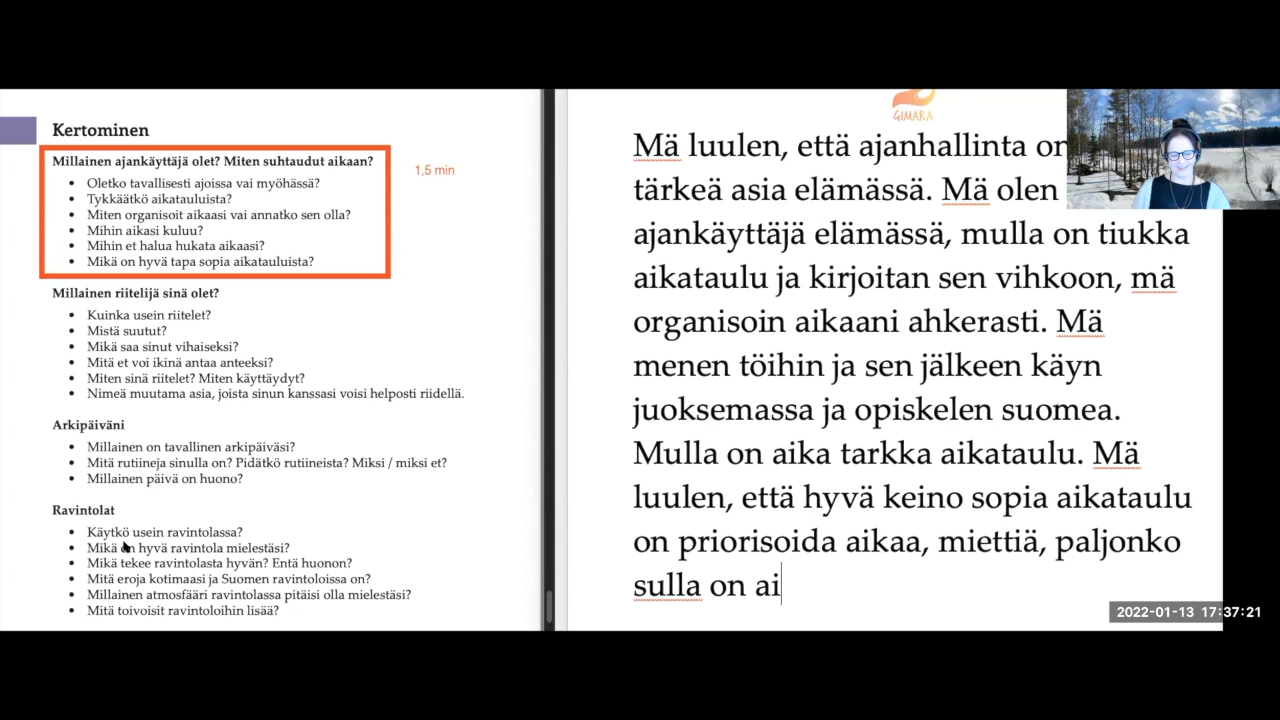 Kertominen
Millainen ajankäyttäjä olet? Miten suhtaudut aikaan?
• Oletko tavallisesti ajoissa vai myöhässä?
• Tykkäätkö aikatauluista?
• Miten organisoit aikaasi vai annatko sen olla?
• Mihin aikasi kuluu?
• Mihin et halua hukata aikaasi?
• Mikä on hyvä tapa sopia aikatauluista?
1,5 min
Millainen riitelijä sinä olet?
• Kuinka usein riitelet?
• Mistä suutut?
• Mikä saa sinut vihaiseksi?
• Mitä et voi ikinä antaa anteeksi?
• Miten sinä riitelet? Miten käyttäydyt?
• Nimeä muutama asia, joista sinun kanssasi voisi helposti riidellä.
Arkipäiväni
• Millainen on tavallinen arkipäiväsi?
• Mitä rutiineja sinulla on? Pidätkö rutiineista? Miksi / miksi et?
• Millainen päivä on huono?
Ravintolat
• Käytkö usein ravintolassa?
• Mikä on hyvä ravintola mielestäsi?
• Mikä tekee ravintolasta hyvän? Entä huonon?
• Mitä eroja kotimaasi ja Suomen ravintoloissa on?
• Millainen atmosfääri ravintolassa pitäisi olla mielestäsi?
• Mitä toivoisit ravintoloihin lisää?
GIMARA
Mä luulen, että ajanhallinta on
tärkeä asia elämässä. Mä olen
ajankäyttäjä elämässä, mulla on tiukka
aikataulu ja kirjoitan sen vihkoon, mä
organisoin aikaani ahkerasti. Mä
menen töihin ja sen jälkeen käyn
juoksemassa ja opiskelen suomea.
Mulla on aika tarkka aikataulu. Mä
luulen, että hyvä keino sopia aikataulu
on priorisoida aikaa, miettiä, paljonko
sulla on ai
2022-01-13 17:37:21